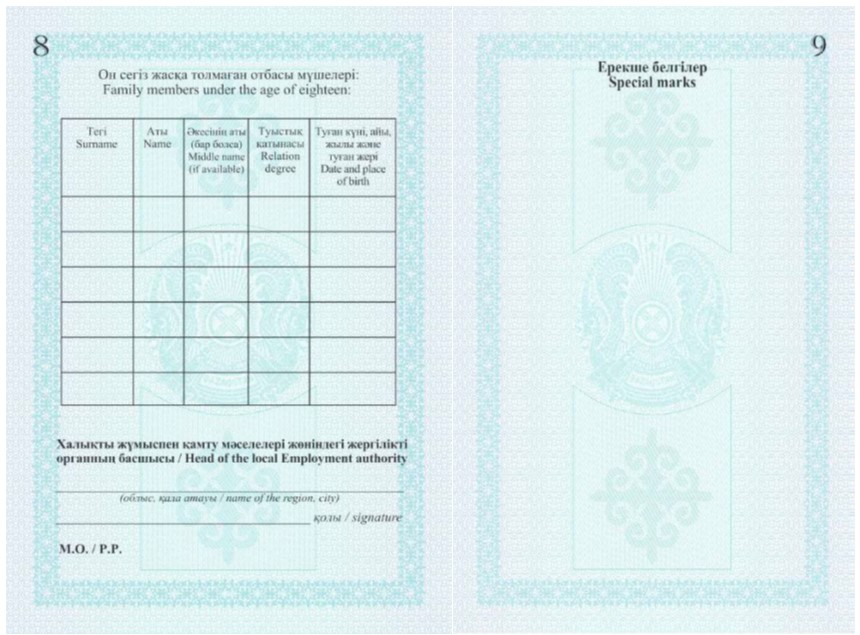 8
Он сегіз жасқа толмаған отбасы мүшелері:
Family members under the age of eighteen:
Тегі
Surname
Аты
Name
Әкесінің аты
(бар болса)
Middle name
(if available)
Туыстық
қатынасы
Relation
degree
Туған күні, айы,
жылы және
туған жері
Date and place
of birth
Халықты жұмыспен қамту мәселелері жөніндегі жергілікті
органның басшысы / Head of the local Employment authority
(облыс, қала атауы / name of the region, city)
қолы / signature
М.О. / P.P.
9
Ерекше белгілер
Special marks